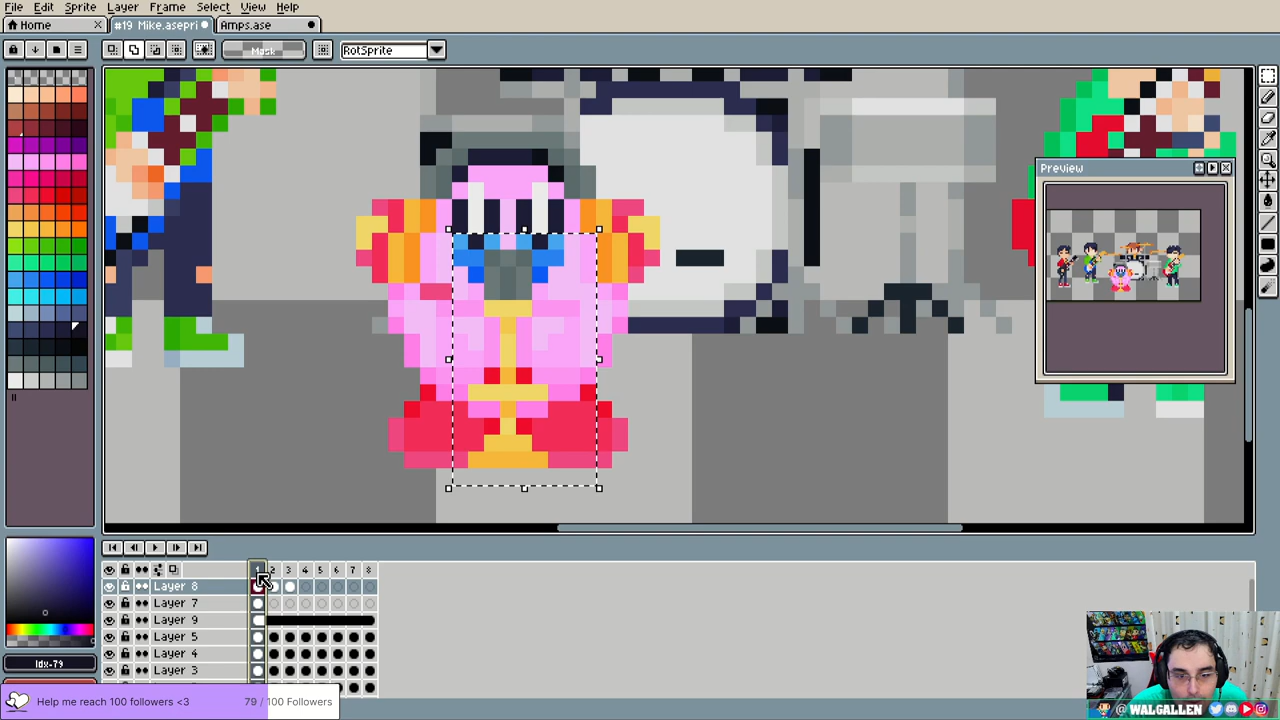 File Edit Sprite Layer Frame Select View Help
Home #19 Mike.asepri Amps.ase
Mask RotSprite
Preview
1 2 3 4 5 6 7 8
Layer 8
Layer 7
Layer 9
Layer 5
Layer 4
Layer 3
Idx-79
Help me reach 100 followers <3 79 / 100 Followers
@WALGALLEN